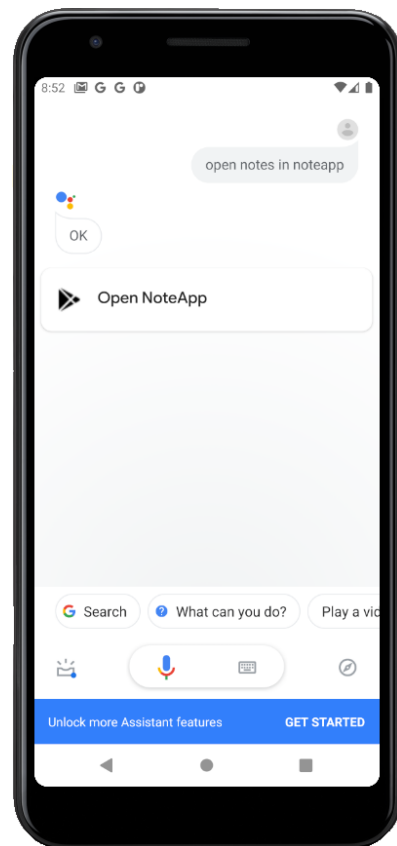 8:52
open notes in noteapp
OK
Open NoteApp
Search
What can you do?
Play a vic
Unlock more Assistant features
GET STARTED